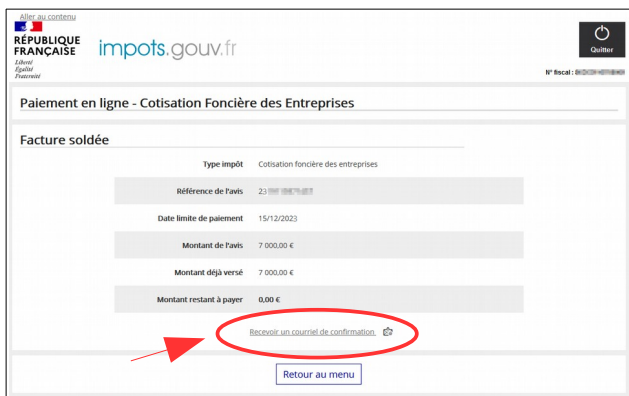 Aller au contenu
RÉPUBLIQUE
FRANÇAISE
Liberté
Égalité
Fraternité
impots.gouv.fr
Quitter
N° fiscal :
Paiement en ligne - Cotisation Foncière des Entreprises
Facture soldée
Type impôt Cotisation foncière des entreprises
Référence de l'avis 23
Date limite de paiement 15/12/2023
Montant de l'avis 7 000,00 €
Montant déjà versé 7 000,00 €
Montant restant à payer 0,00 €
Recevoir un courriel de confirmation
Retour au menu